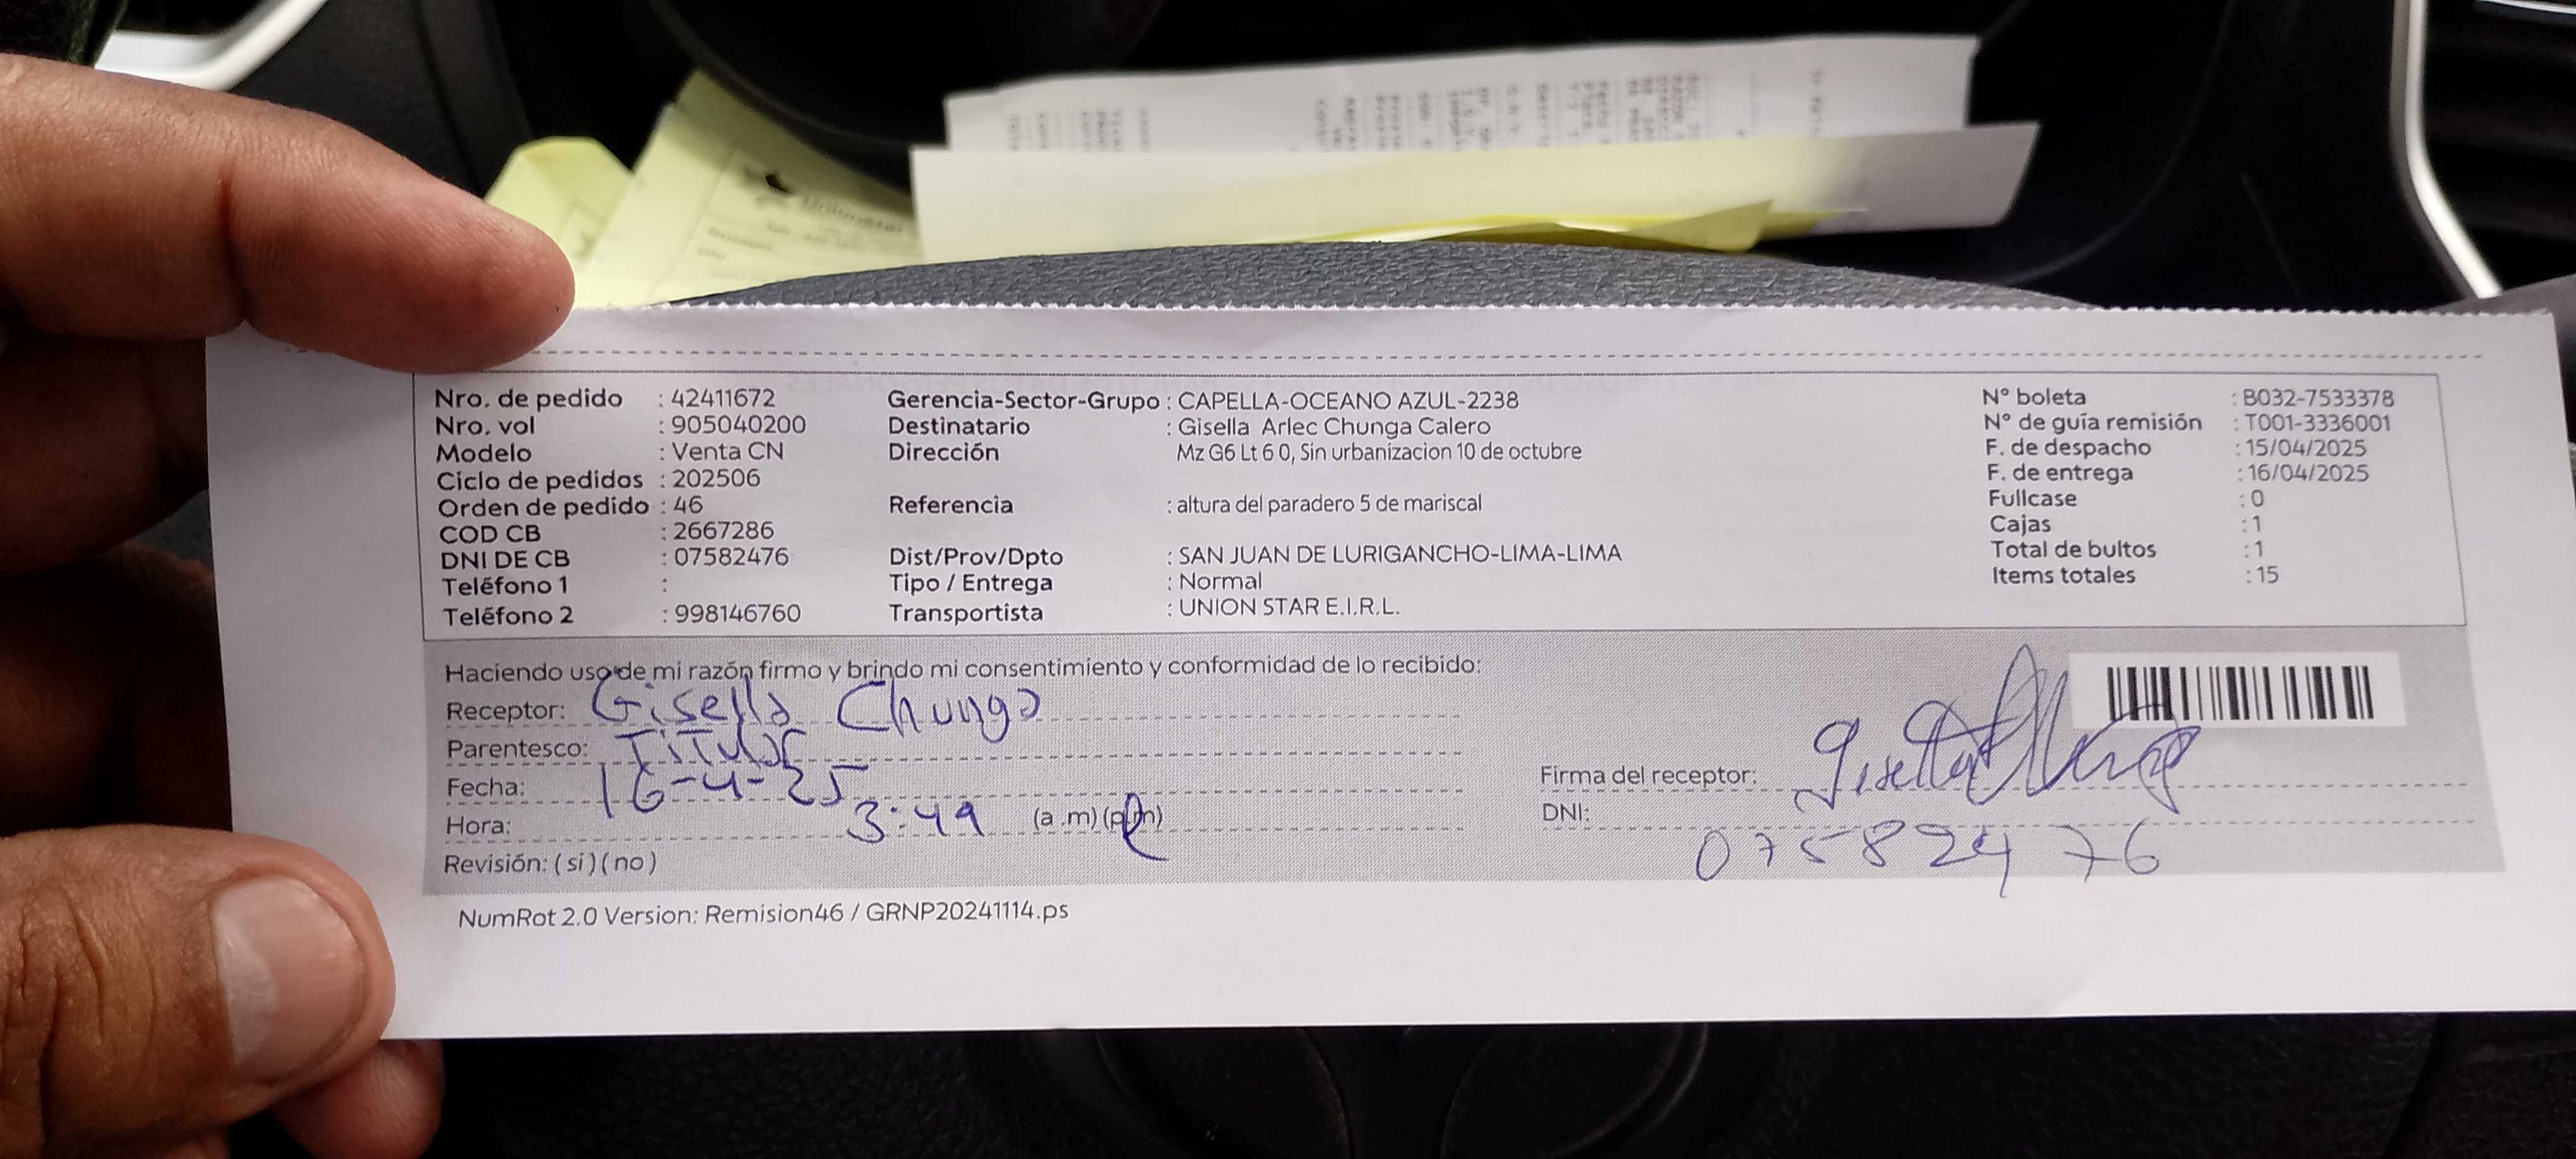 Nro. de pedido : 42411672
Nro. vol : 905040200
Modelo : Venta CN
Ciclo de pedidos : 202506
Orden de pedido : 46
COD CB : 2667286
DNI DE CB : 07582476
Teléfono 1 :
Teléfono 2 : 998146760
Gerencia-Sector-Grupo : CAPELLA-OCEANO AZUL-2238
Destinatario : Gisella Arlec Chunga Calero
Dirección Mz G6 Lt 6 0, Sin urbanizacion 10 de octubre
Referencia : altura del paradero 5 de mariscal
Dist/Prov/Dpto : SAN JUAN DE LURIGANCHO-LIMA-LIMA
Tipo / Entrega : Normal
Transportista : UNION STAR E.I.R.L.
N° boleta : B032-7533378
N° de guía remisión : T001-3336001
F. de despacho : 15/04/2025
F. de entrega : 16/04/2025
Fullcase : 0
Cajas : 1
Total de bultos : 1
Items totales : 15
Haciendo uso de mi razón firmo y brindo mi consentimiento y conformidad de lo recibido:
Receptor: Gisella Chunga
Parentesco: Titular
Fecha: 16-4-25
Hora: 3:49 (a .m) (p.m)
Revisión: ( si ) ( no )
Firma del receptor: Gisella Chunga
DNI: 07582476
NumRot 2.0 Version: Remision46 / GRNP20241114.ps